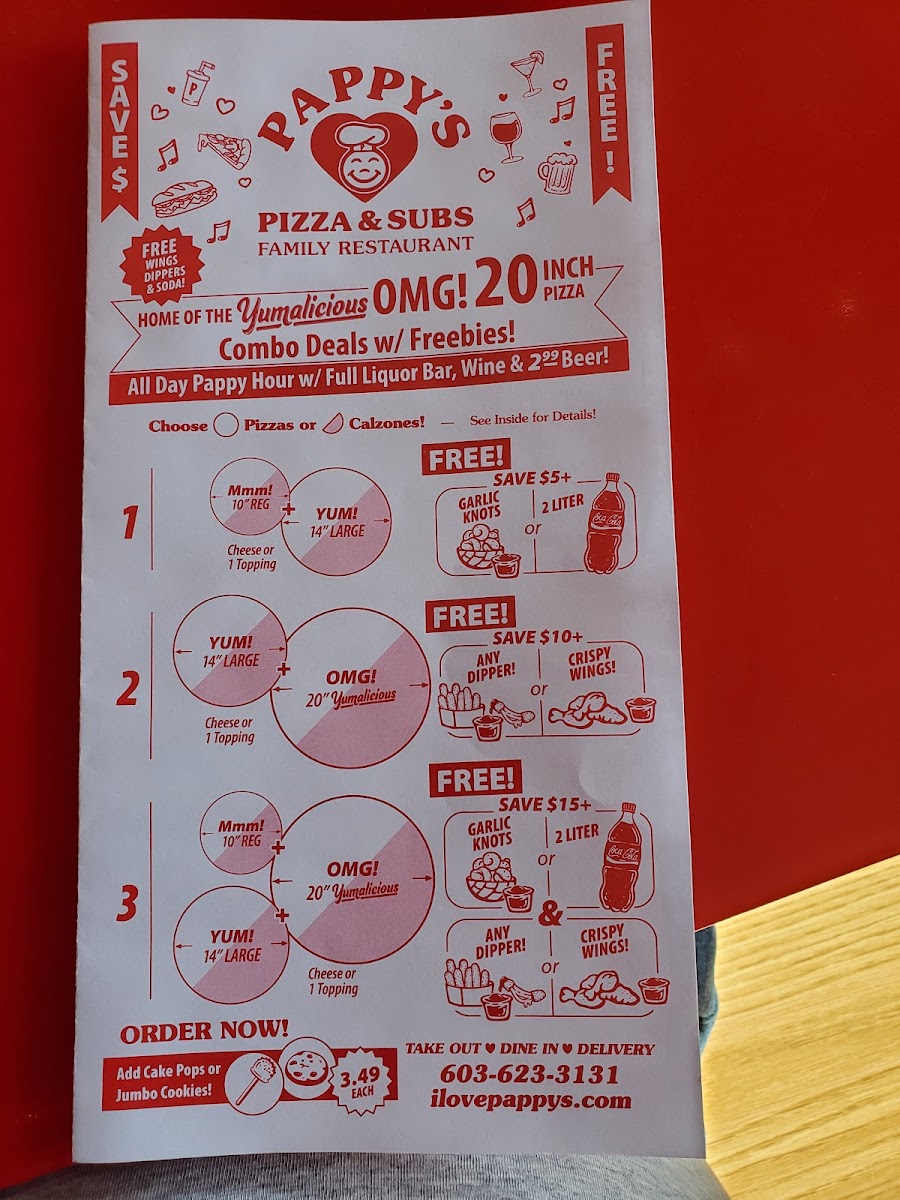 SAVE $
FREE!
P
PAPPY'S
PIZZA & SUBS
FAMILY RESTAURANT
FREE
WINGS
DIPPERS
& SODA!
HOME OF THE Yumalicious OMG! 20 INCH PIZZA
Combo Deals w/ Freebies!
All Day Pappy Hour w/ Full Liquor Bar, Wine & 2.99 Beer!
Choose Pizzas or Calzones! — See Inside for Details!
1
Mmm!
10" REG
+
YUM!
14" LARGE
Cheese or
1 Topping
FREE!
SAVE $5+
GARLIC
KNOTS
or
2 LITER
Coca-Cola
2
YUM!
14" LARGE
+
OMG!
20" Yumalicious
Cheese or
1 Topping
FREE!
SAVE $10+
ANY
DIPPER!
or
CRISPY
WINGS!
3
Mmm!
10" REG
+
YUM!
14" LARGE
+
OMG!
20" Yumalicious
Cheese or
1 Topping
FREE!
SAVE $15+
GARLIC
KNOTS
or
2 LITER
Coca-Cola
&
ANY
DIPPER!
or
CRISPY
WINGS!
ORDER NOW!
Add Cake Pops or
Jumbo Cookies!
3.49
EACH
TAKE OUT ♥ DINE IN ♥ DELIVERY
603-623-3131
ilovepappys.com